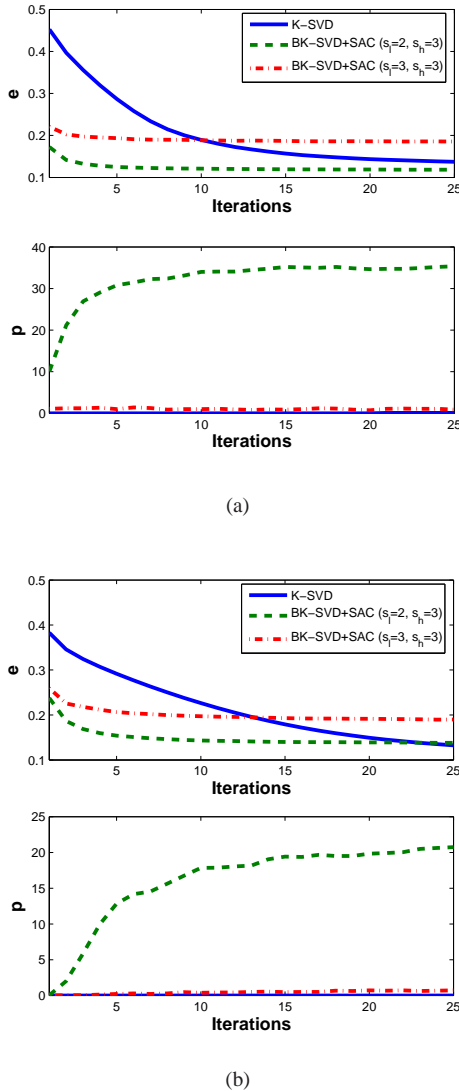 0.5
0.4
0.3
0.2
0.1
e
K-SVD
BK-SVD+SAC (s_l=2, s_h=3)
BK-SVD+SAC (s_l=3, s_h=3)
5 10 15 20 25
Iterations
40
30
20
10
0
p
5 10 15 20 25
Iterations
(a)
0.5
0.4
0.3
0.2
0.1
e
K-SVD
BK-SVD+SAC (s_l=2, s_h=3)
BK-SVD+SAC (s_l=3, s_h=3)
5 10 15 20 25
Iterations
25
20
15
10
5
0
p
5 10 15 20 25
Iterations
(b)